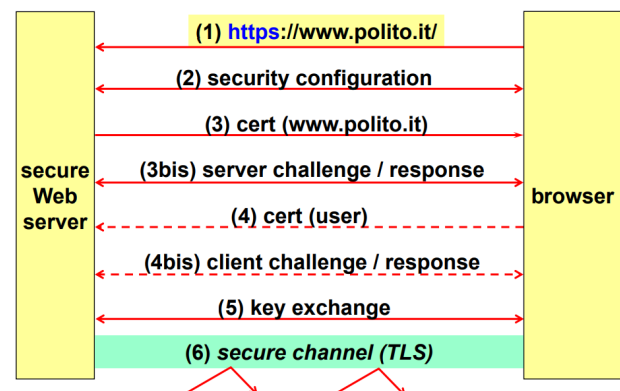 (1) https://www.polito.it/
(2) security configuration
(3) cert (www.polito.it)
(3bis) server challenge / response
secure
Web
server
browser
(4) cert (user)
(4bis) client challenge / response
(5) key exchange
(6) secure channel (TLS)